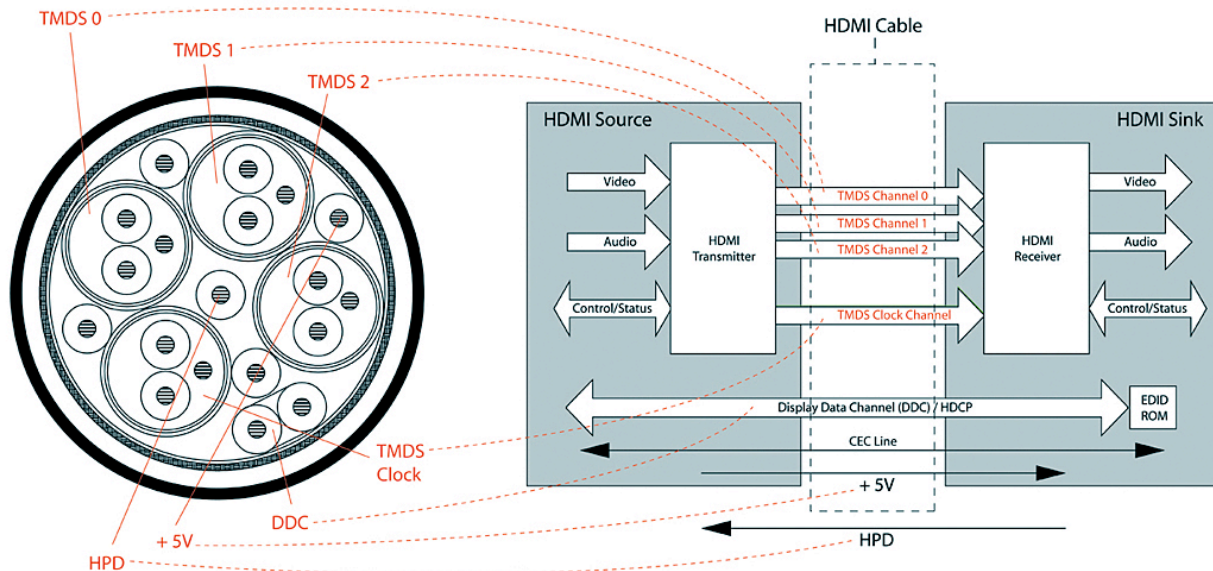 TMDS 0
TMDS 1
TMDS 2
TMDS
Clock
DDC
+ 5V
HPD
HDMI Cable
HDMI Source
HDMI Sink
Video
Audio
Control/Status
HDMI
Transmitter
TMDS Channel 0
TMDS Channel 1
TMDS Channel 2
TMDS Clock Channel
HDMI
Receiver
Video
Audio
Control/Status
Display Data Channel (DDC) / HDCP
EDID
ROM
CEC Line
+ 5V
HPD